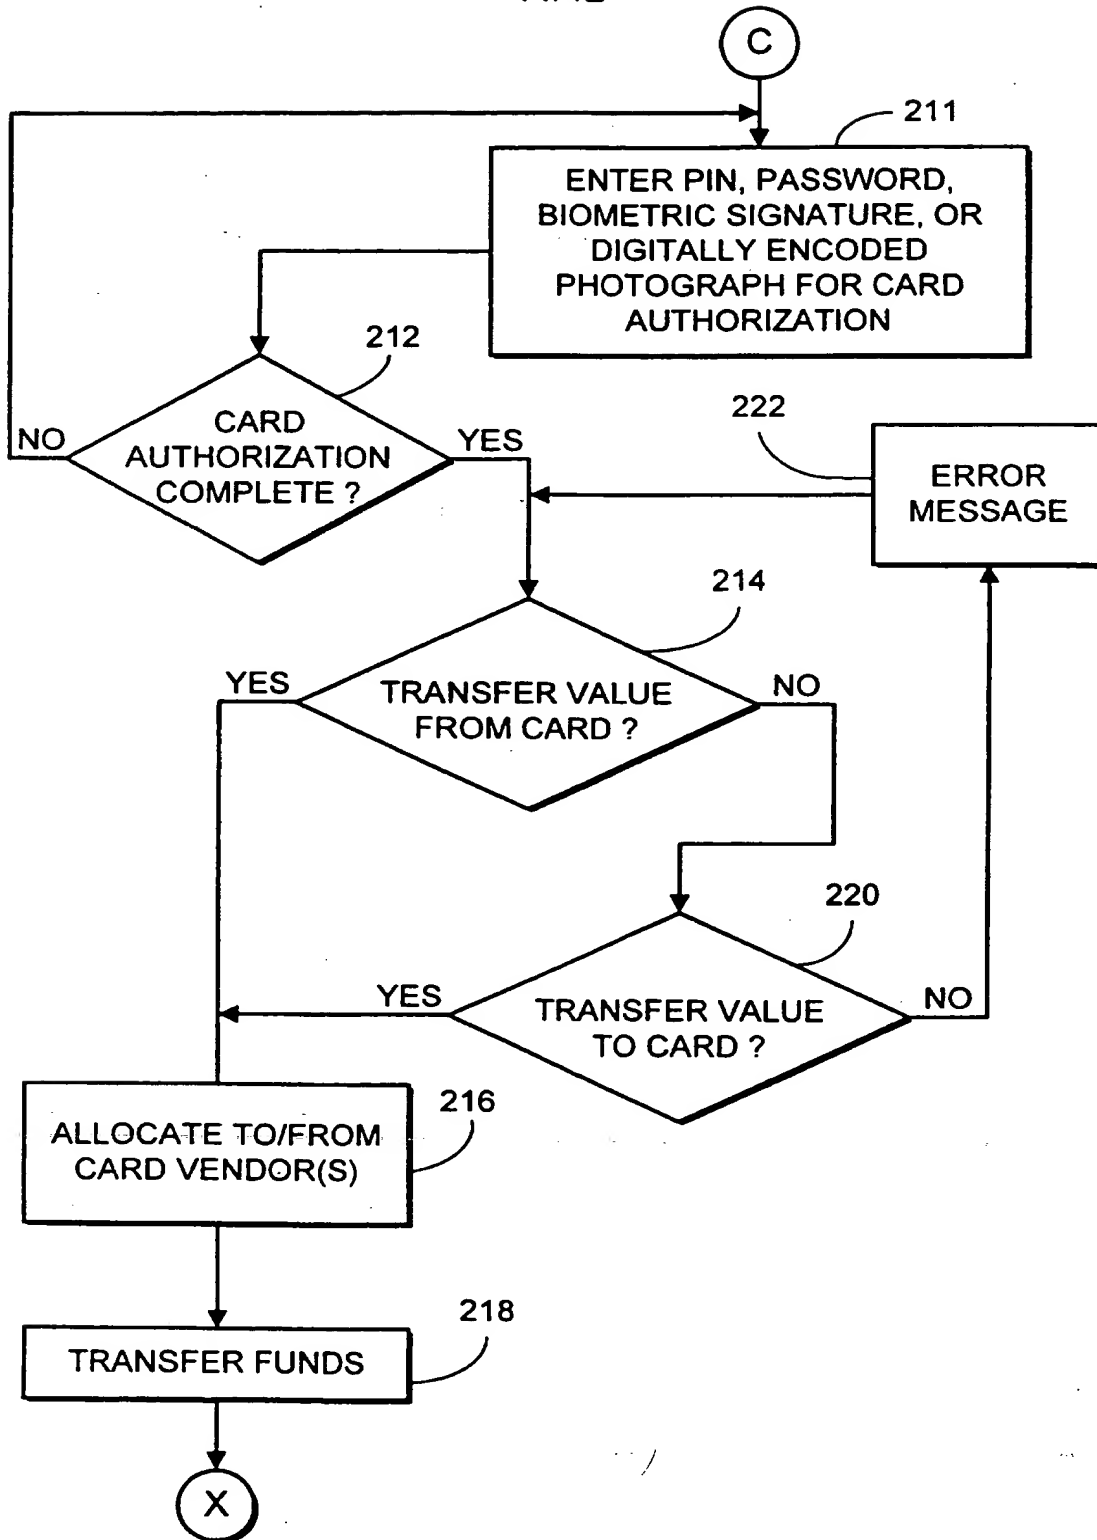 C
211
ENTER PIN, PASSWORD,
BIOMETRIC SIGNATURE, OR
DIGITALLY ENCODED
PHOTOGRAPH FOR CARD
AUTHORIZATION
212
CARD
AUTHORIZATION
COMPLETE ?
NO
YES
222
ERROR
MESSAGE
214
TRANSFER VALUE
FROM CARD ?
YES
NO
220
TRANSFER VALUE
TO CARD ?
YES
NO
216
ALLOCATE TO/FROM
CARD VENDOR(S)
218
TRANSFER FUNDS
X